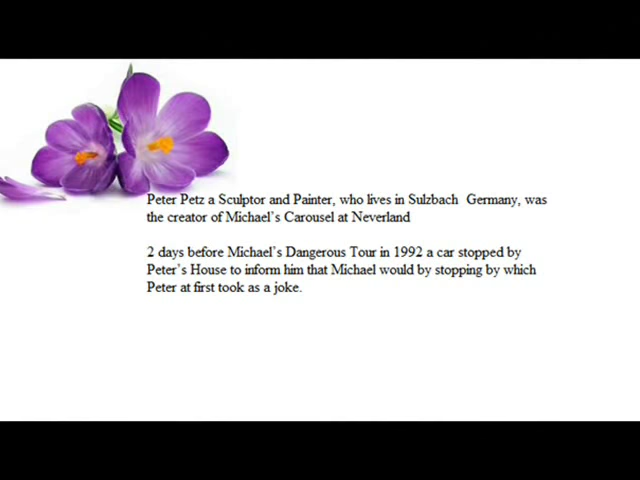 Peter Petz a Sculptor and Painter, who lives in Sulzbach Germany, was
the creator of Michael's Carousel at Neverland
2 days before Michael's Dangerous Tour in 1992 a car stopped by
Peter's House to inform him that Michael would by stopping by which
Peter at first took as a joke.